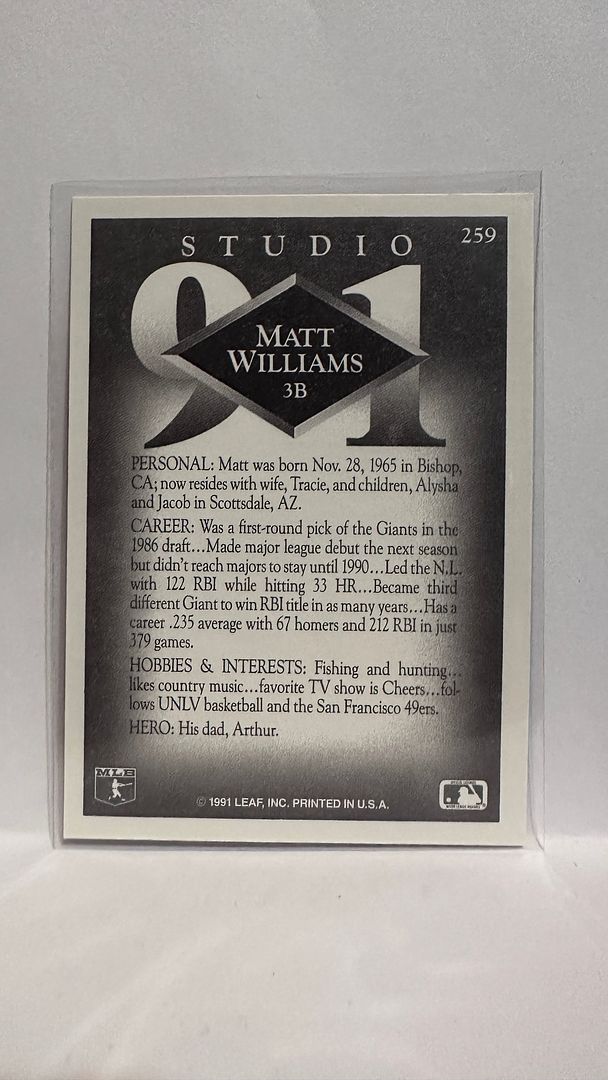 STUDIO 259
91
MATT
WILLIAMS
3B
PERSONAL: Matt was born Nov. 28, 1965 in Bishop,
CA; now resides with wife, Tracie, and children, Alysha
and Jacob in Scottsdale, AZ.
CAREER: Was a first-round pick of the Giants in the
1986 draft...Made major league debut the next season
but didn't reach majors to stay until 1990...Led the N.L.
with 122 RBI while hitting 33 HR...Became third
different Giant to win RBI title in as many years...Has a
career .235 average with 67 homers and 212 RBI in just
379 games.
HOBBIES & INTERESTS: Fishing and hunting...
likes country music...favorite TV show is Cheers...fol-
lows UNLV basketball and the San Francisco 49ers.
HERO: His dad, Arthur.
MLB
© 1991 LEAF, INC. PRINTED IN U.S.A.